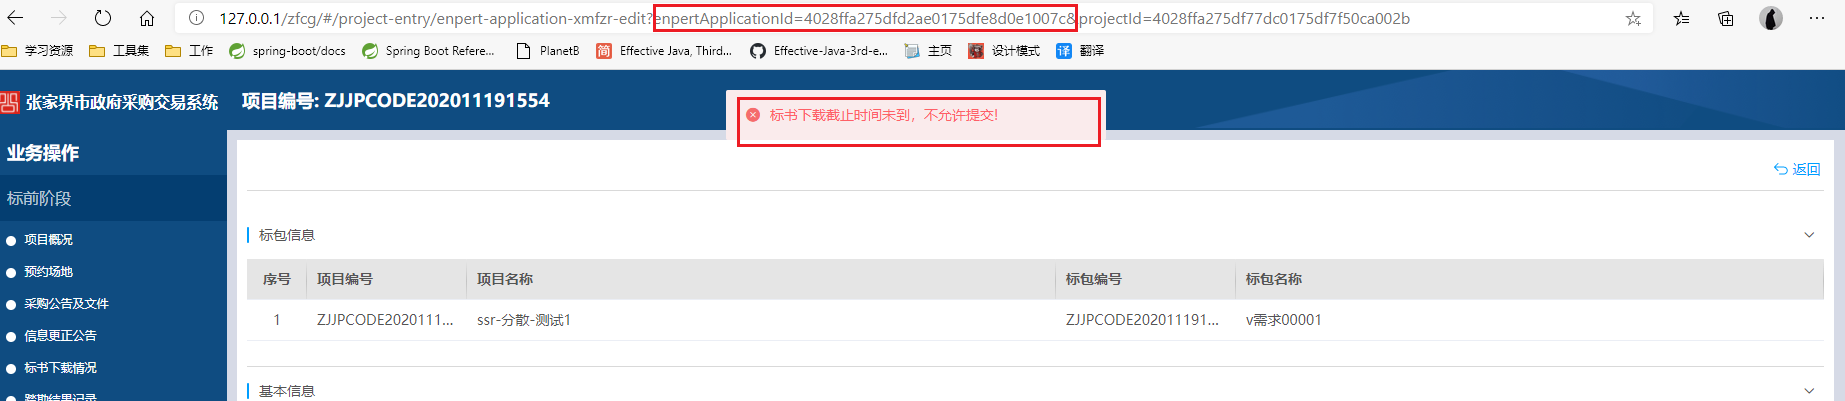 127.0.0.1/zfcg/#/project-entry/enpert-application-xmfzr-edit?enpertApplicationId=4028ffa275dfd2ae0175dfe8d0e1007c&projectId=4028ffa275df77dc0175df7f50ca002b
学习资源 工具集 工作 spring-boot/docs Spring Boot Refere... PlanetB 简 Effective Java, Third... Effective-Java-3rd-e... 主页 设计模式 译 翻译
张家界市政府采购交易系统 项目编号: ZJJPCODE202011191554
标书下载截止时间未到，不允许提交!
业务操作
返回
标前阶段
项目概况
标包信息
预约场地
序号 项目编号 项目名称 标包编号 标包名称
采购公告及文件
1 ZJJPCODE2020111... ssr-分散-测试1 ZJJPCODE202011191... v需求00001
信息更正公告
标书下载情况
基本信息
踏勘结果记录